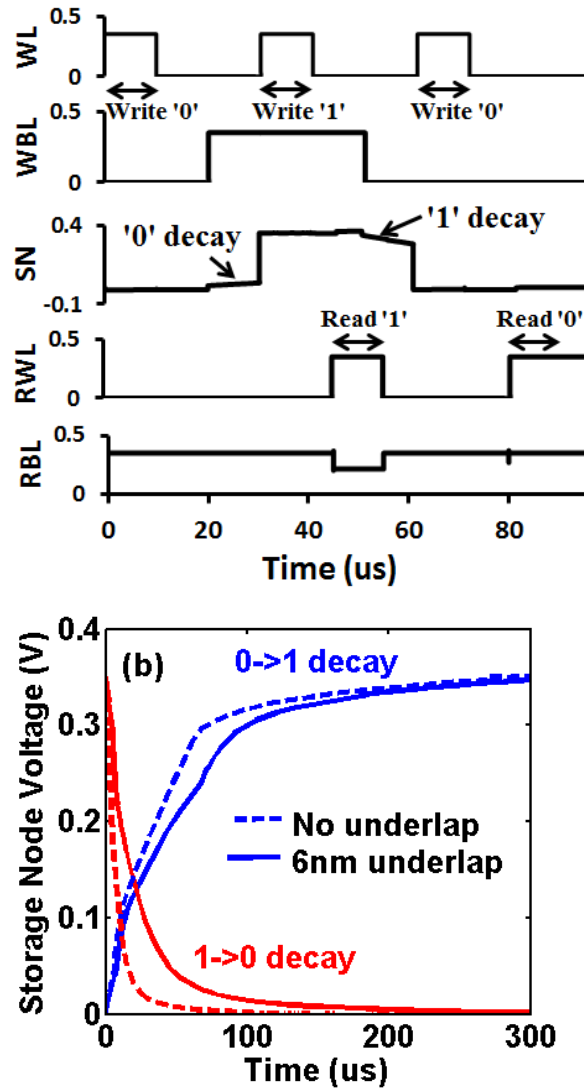 WL
0.5
0
Write '0'
Write '1'
Write '0'
WBL
0.5
0
SN
0.4
-0.1
'0' decay
'1' decay
RWL
0.5
0
Read '1'
Read '0'
RBL
0.5
0
0 20 40 60 80
Time (us)
Storage Node Voltage (V)
0.4
0.3
0.2
0.1
0
(b)
0->1 decay
No underlap
6nm underlap
1->0 decay
0 100 200 300
Time (us)